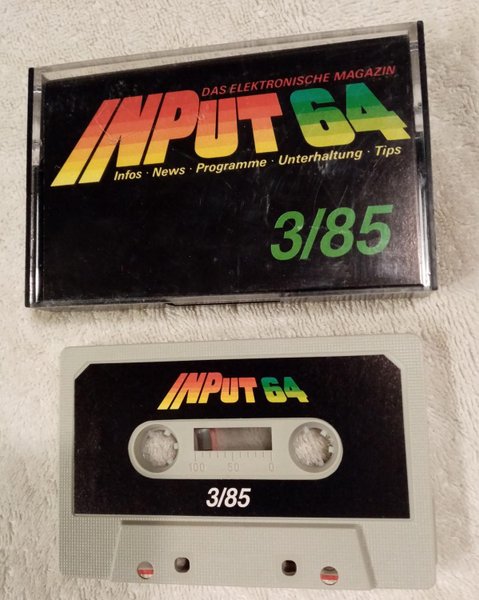 DAS ELEKTRONISCHE MAGAZIN
INPUT 64
Infos · News · Programme · Unterhaltung · Tips
3/85
INPUT 64
100 50 0
3/85